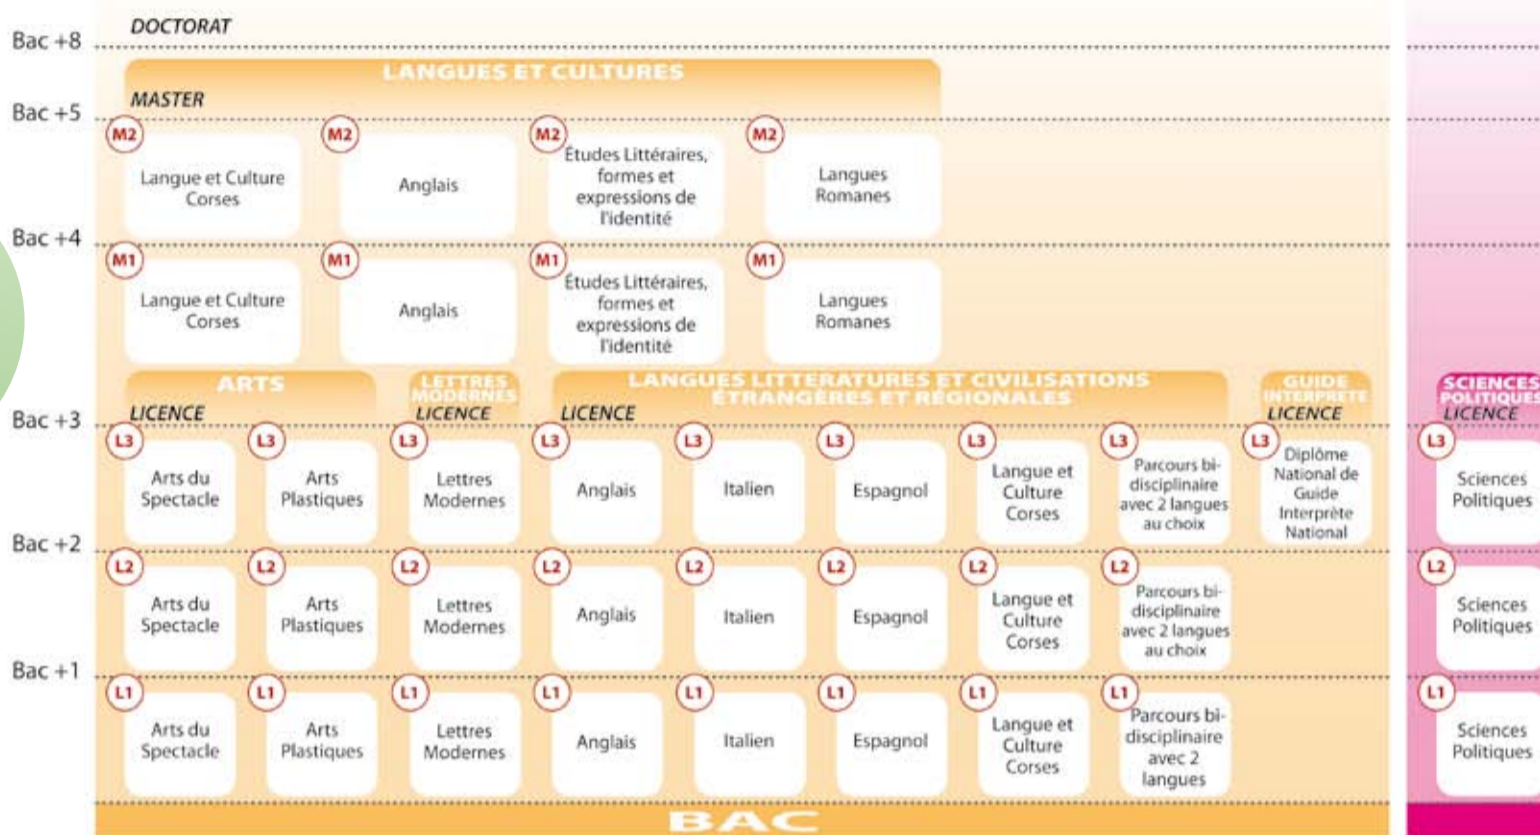 DOCTORAT
Bac +8
LANGUES ET CULTURES
MASTER
Bac +5
M2
M2
M2
M2
Langue et Culture
Corses
Anglais
Études Littéraires,
formes et
expressions de
l'identité
Langues
Romanes
Bac +4
M1
M1
M1
M1
Langue et Culture
Corses
Anglais
Études Littéraires,
formes et
expressions de
l'identité
Langues
Romanes
ARTS
LICENCE
LETTRES
MODERNES
LICENCE
LANGUES LITTERATURES ET CIVILISATIONS
ÉTRANGÈRES ET RÉGIONALES
LICENCE
GUIDE
INTERPRETE
LICENCE
SCIENCES
POLITIQUES
LICENCE
Bac +3
L3
L3
L3
L3
L3
L3
L3
L3
L3
L3
Arts du
Spectacle
Arts
Plastiques
Lettres
Modernes
Anglais
Italien
Espagnol
Langue et
Culture
Corses
Parcours bi-
disciplinaire
avec 2 langues
au choix
Diplôme
National de
Guide
Interprète
National
Sciences
Politiques
Bac +2
L2
L2
L2
L2
L2
L2
L2
L2
L2
Arts du
Spectacle
Arts
Plastiques
Lettres
Modernes
Anglais
Italien
Espagnol
Langue et
Culture
Corses
Parcours bi-
disciplinaire
avec 2 langues
au choix
Sciences
Politiques
Bac +1
L1
L1
L1
L1
L1
L1
L1
L1
L1
Arts du
Spectacle
Arts
Plastiques
Lettres
Modernes
Anglais
Italien
Espagnol
Langue et
Culture
Corses
Parcours bi-
disciplinaire
avec 2
langues
Sciences
Politiques
BAC